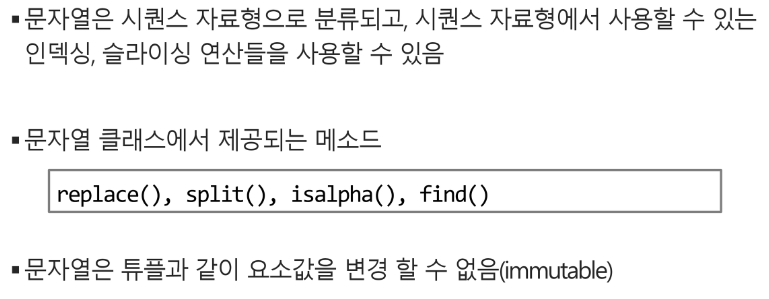 ▪문자열은 시퀀스 자료형으로 분류되고, 시퀀스 자료형에서 사용할 수 있는
인덱싱, 슬라이싱 연산들을 사용할 수 있음
▪문자열 클래스에서 제공되는 메소드
replace(), split(), isalpha(), find()
▪문자열은 튜플과 같이 요소값을 변경 할 수 없음(immutable)